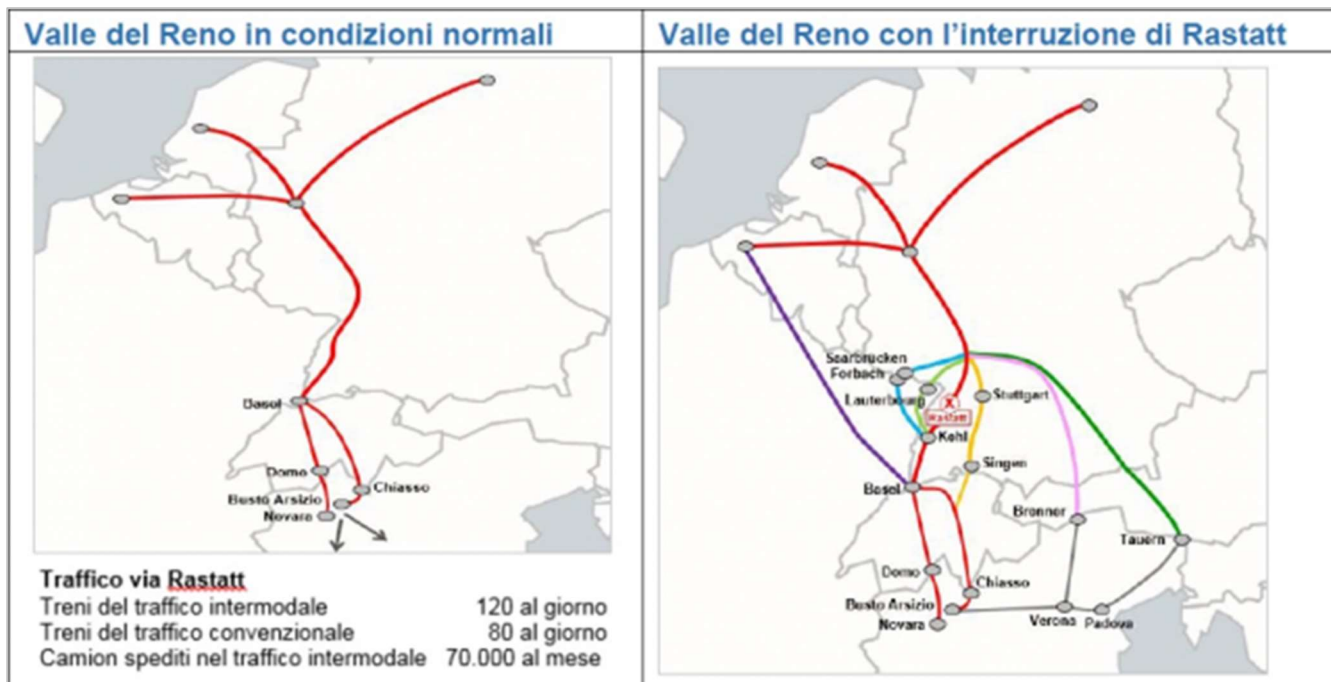 Valle del Reno in condizioni normali
Basel
Domo
Chiasso
Busto Arsizio
Novara
Traffico via Rastatt
Treni del traffico intermodale 120 al giorno
Treni del traffico convenzionale 80 al giorno
Camion spediti nel traffico intermodale 70.000 al mese
Valle del Reno con l'interruzione di Rastatt
Saarbrücken
Forbach
Lauterbourg
Stuttgart
X
Rastatt
Kehl
Singen
Basel
Brenner
Tauern
Domo
Chiasso
Busto Arsizio
Novara
Verona
Padova